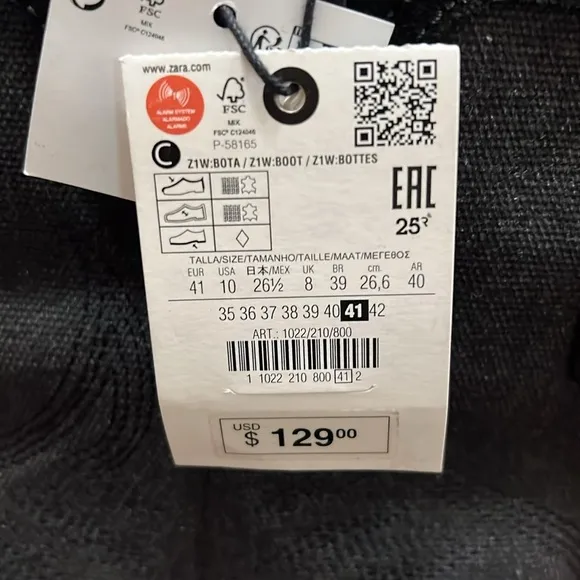 FSC
MIX
FSC® C124046
www.zara.com
ALARM SYSTEM
ALARMADO
ALARME
FSC
MIX
FSC® C124046
P-58165
C
Z1W:BOTA / Z1W:BOOT / Z1W:BOTTES
EAC
25
TALLA/SIZE/TAMANHO/TAILLE/MAAT/ΜΕΓΕΘΟΣ
EUR USA 日本/MEX UK BR cm. AR
41 10 26½ 8 39 26,6 40
35 36 37 38 39 40 41 42
ART.: 1022/210/800
1 1022 210 800 41 2
USD
$ 129⁰⁰